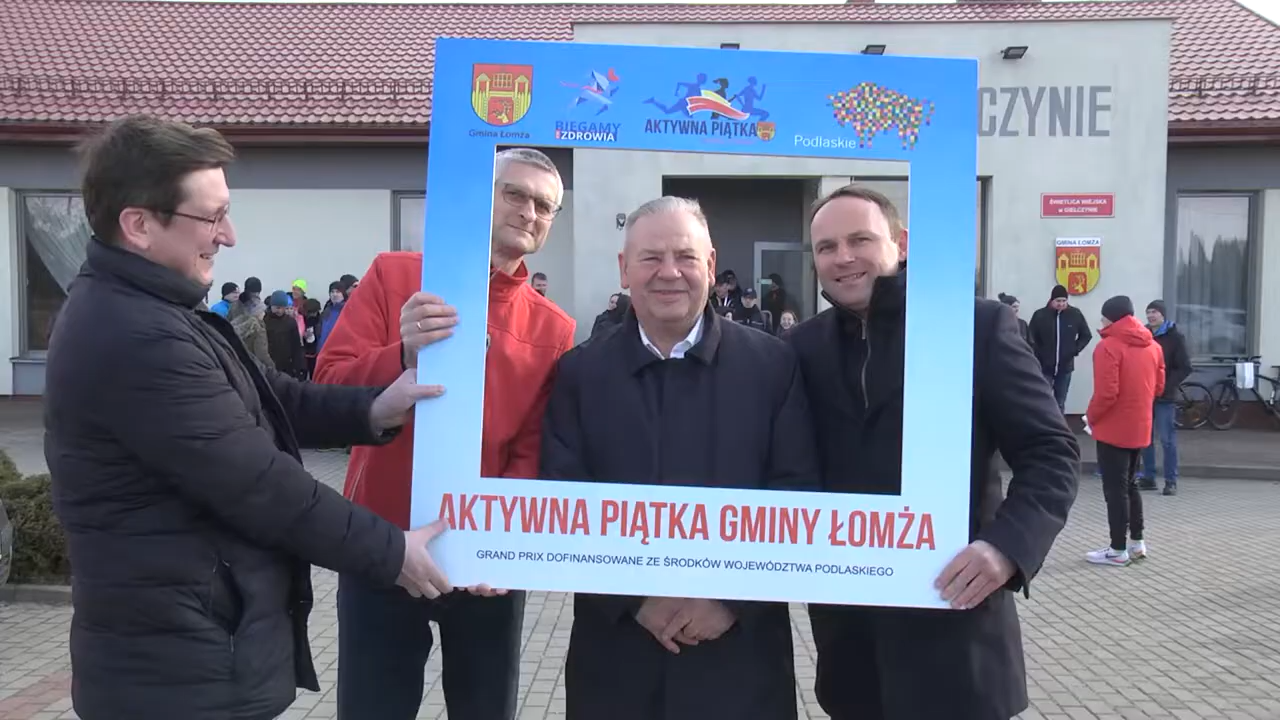 Gmina Łomża
BIEGAMY
ZDROWIA
AKTYWNA PIĄTKA
Podlaskie
CZYNIE
ŚWIETLICA WIEJSKA
w GIEŁCZYNIE
GMINA ŁOMŻA
AKTYWNA PIĄTKA GMINY ŁOMŻA
GRAND PRIX DOFINANSOWANE ZE ŚRODKÓW WOJEWÓDZTWA PODLASKIEGO